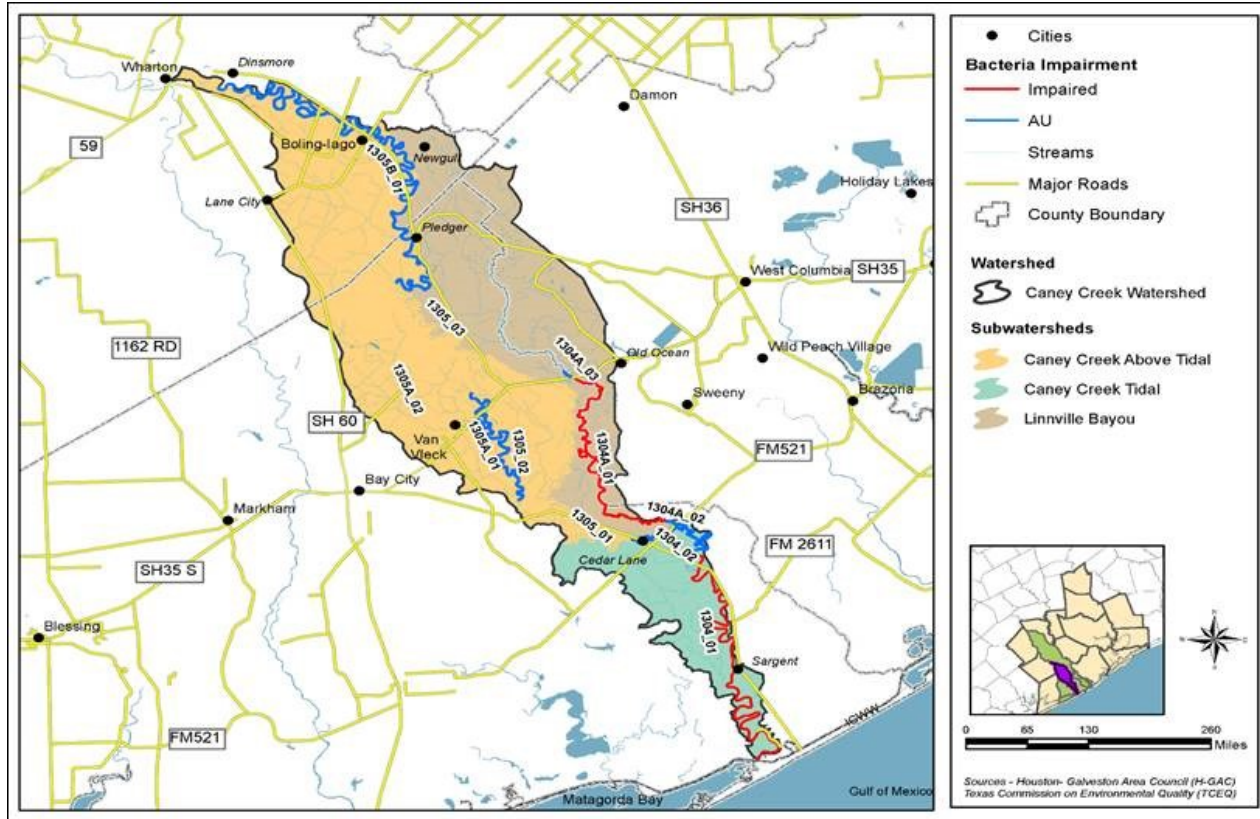 Wharton
Dinsmore
Damon
59
Boling-Iago
1305B_01
Newgulf
Holiday Lakes
Lane City
SH36
Pledger
West Columbia
SH35
1305_03
1162 RD
1304A_03
Old Ocean
Wild Peach Village
1305A_02
Sweeny
Brazoria
SH 60
Van
Vleck
1305A_01
1305_02
1304A_01
FM521
Bay City
Markham
1304A_02
1305_01
1304_02
FM 2611
Cedar Lane
SH35 S
Blessing
1304_01
Sargent
ICWW
FM521
Matagorda Bay
Gulf of Mexico
Cities
Bacteria Impairment
Impaired
AU
Streams
Major Roads
County Boundary
Watershed
Caney Creek Watershed
Subwatersheds
Caney Creek Above Tidal
Caney Creek Tidal
Linnville Bayou
0 65 130 260
Miles
Sources - Houston- Galveston Area Council (H-GAC)
Texas Commission on Environmental Quality (TCEQ)